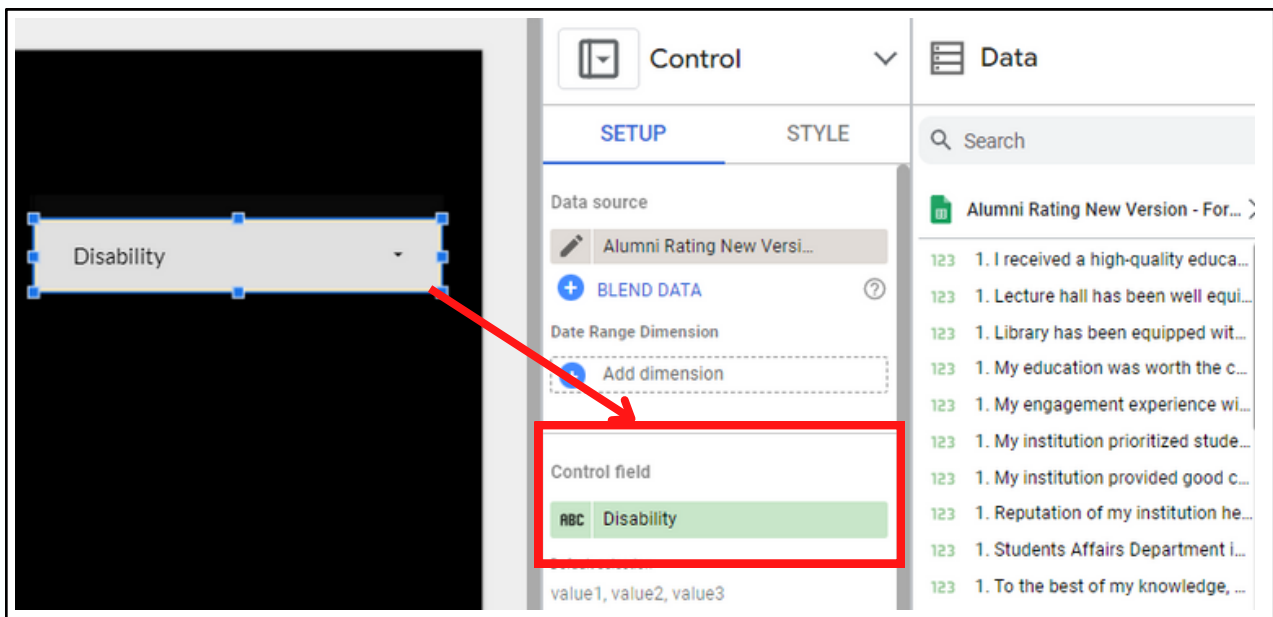 Disability
Control
SETUP STYLE
Data source
Alumni Rating New Versi...
BLEND DATA
Date Range Dimension
Add dimension
Control field
ABC Disability
value1, value2, value3
Data
Search
Alumni Rating New Version - For...
123 1. I received a high-quality educa...
123 1. Lecture hall has been well equi...
123 1. Library has been equipped wit...
123 1. My education was worth the c...
123 1. My engagement experience wi...
123 1. My institution prioritized stude...
123 1. My institution provided good c...
123 1. Reputation of my institution he...
123 1. Students Affairs Department i...
123 1. To the best of my knowledge, ...